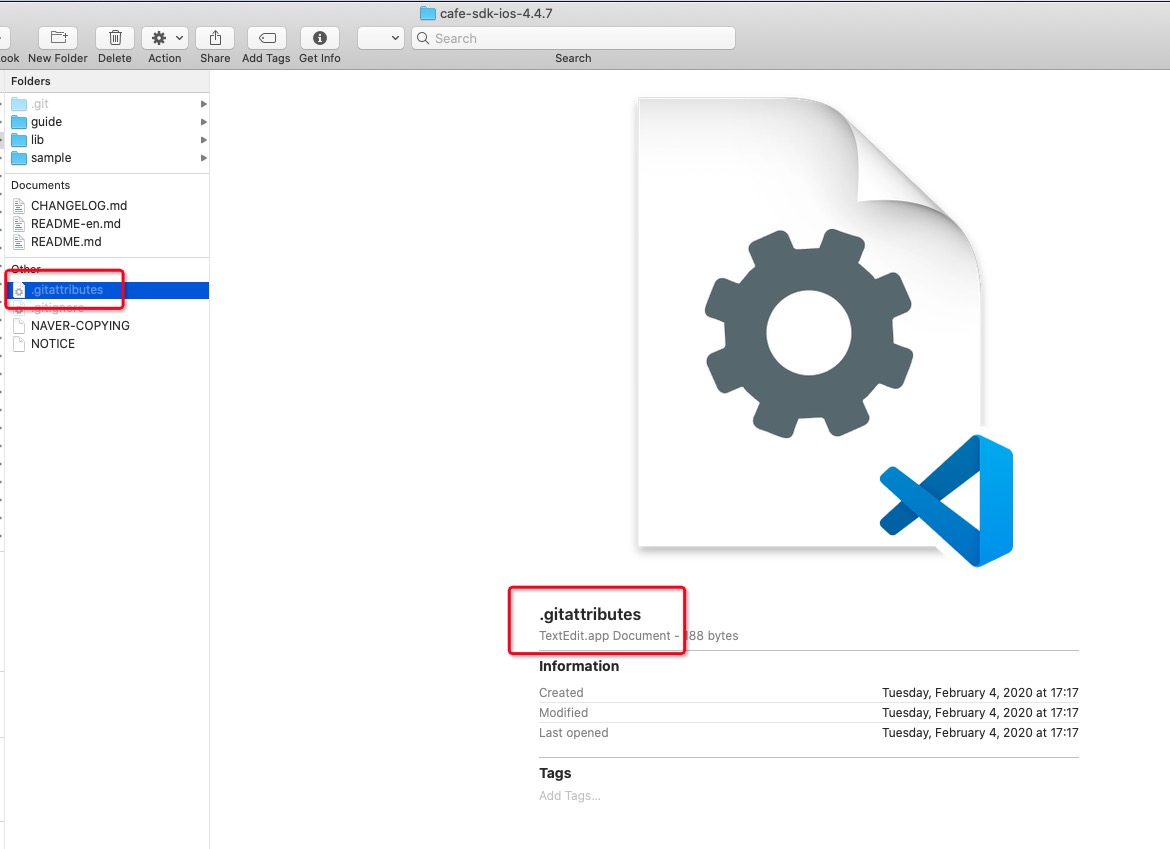 cafe-sdk-ios-4.4.7
Search
New Folder Delete Action Share Add Tags Get Info Search
Folders
.git
guide
lib
sample
Documents
CHANGELOG.md
README-en.md
README.md
Other
.gitattributes
.gitignore
NAVER-COPYING
NOTICE
.gitattributes
TextEdit.app Document - 188 bytes
Information
Created Tuesday, February 4, 2020 at 17:17
Modified Tuesday, February 4, 2020 at 17:17
Last opened Tuesday, February 4, 2020 at 17:17
Tags
Add Tags...